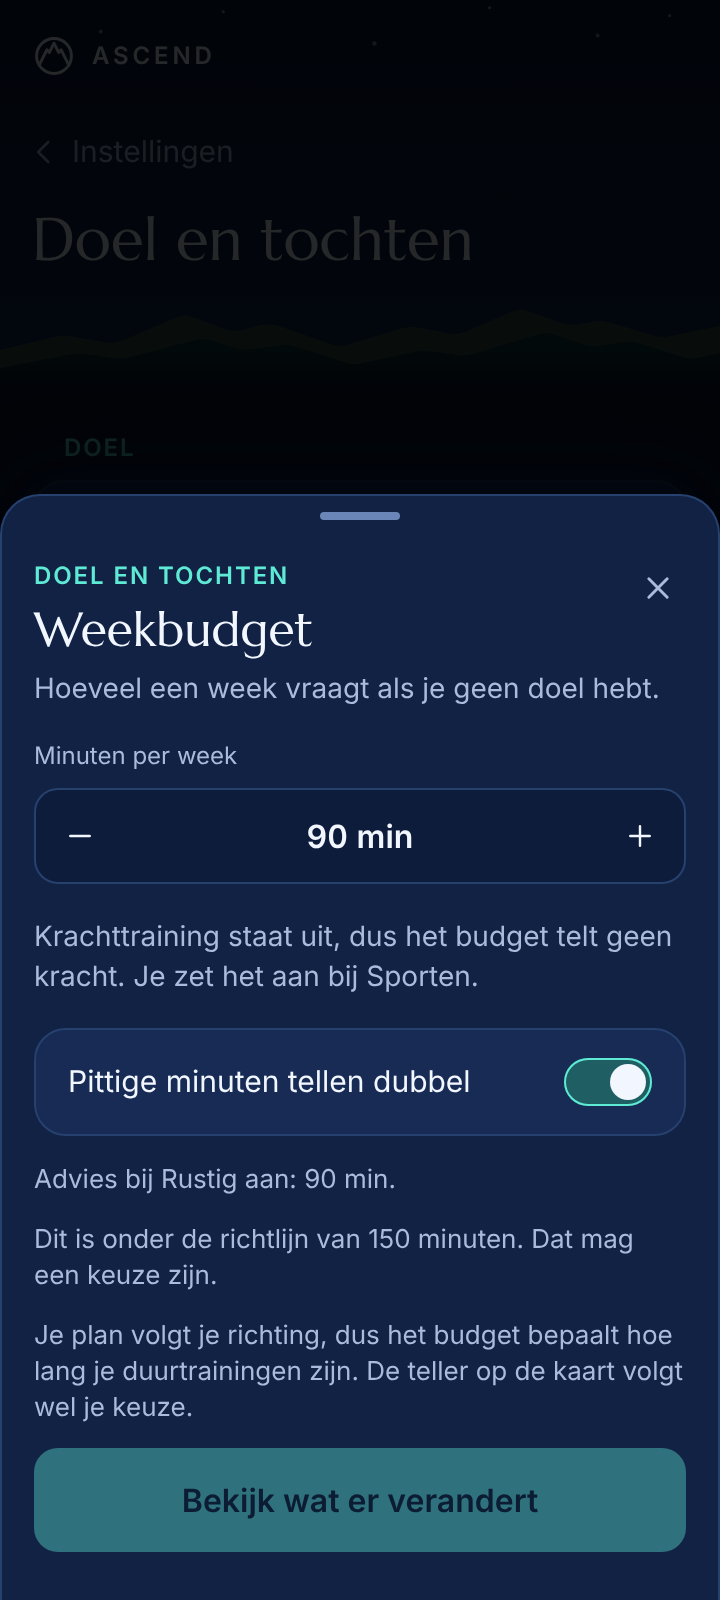 ASCEND
Instellingen
Doel en tochten
DOEL
DOEL EN TOCHTEN
Weekbudget
Hoeveel een week vraagt als je geen doel hebt.
Minuten per week
90 min
Krachttraining staat uit, dus het budget telt geen
kracht. Je zet het aan bij Sporten.
Pittige minuten tellen dubbel
Advies bij Rustig aan: 90 min.
Dit is onder de richtlijn van 150 minuten. Dat mag
een keuze zijn.
Je plan volgt je richting, dus het budget bepaalt hoe
lang je duurtrainingen zijn. De teller op de kaart volgt
wel je keuze.
Bekijk wat er verandert